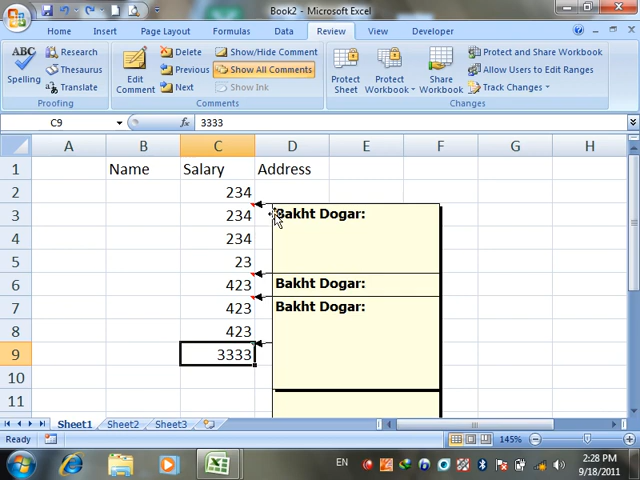 Book2 - Microsoft Excel
Home Insert Page Layout Formulas Data Review View Developer
ABC Spelling Research Thesaurus Translate
Proofing
Edit Comment Delete Previous Next Show/Hide Comment Show All Comments Show Ink
Comments
Protect Sheet Protect Workbook Share Workbook Protect and Share Workbook Allow Users to Edit Ranges Track Changes
Changes
C9 fx 3333
A B C D E F G H
1 Name Salary Address
2 234
3 234 Bakht Dogar:
4 234
5 23
6 423 Bakht Dogar:
7 423 Bakht Dogar:
8 423
9 3333
10
11
Sheet1 Sheet2 Sheet3
Ready 145%
EN 2:28 PM
9/18/2011